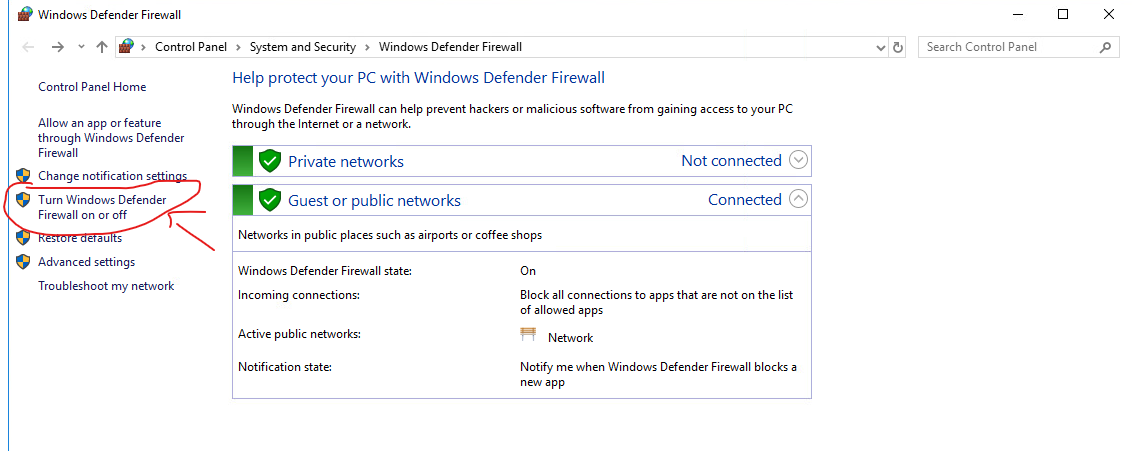 Windows Defender Firewall
Control Panel > System and Security > Windows Defender Firewall
Search Control Panel
Control Panel Home
Allow an app or feature
through Windows Defender
Firewall
Change notification settings
Turn Windows Defender
Firewall on or off
Restore defaults
Advanced settings
Troubleshoot my network
Help protect your PC with Windows Defender Firewall
Windows Defender Firewall can help prevent hackers or malicious software from gaining access to your PC
through the Internet or a network.
Private networks Not connected
Guest or public networks Connected
Networks in public places such as airports or coffee shops
Windows Defender Firewall state: On
Incoming connections: Block all connections to apps that are not on the list
of allowed apps
Active public networks: Network
Notification state: Notify me when Windows Defender Firewall blocks a
new app